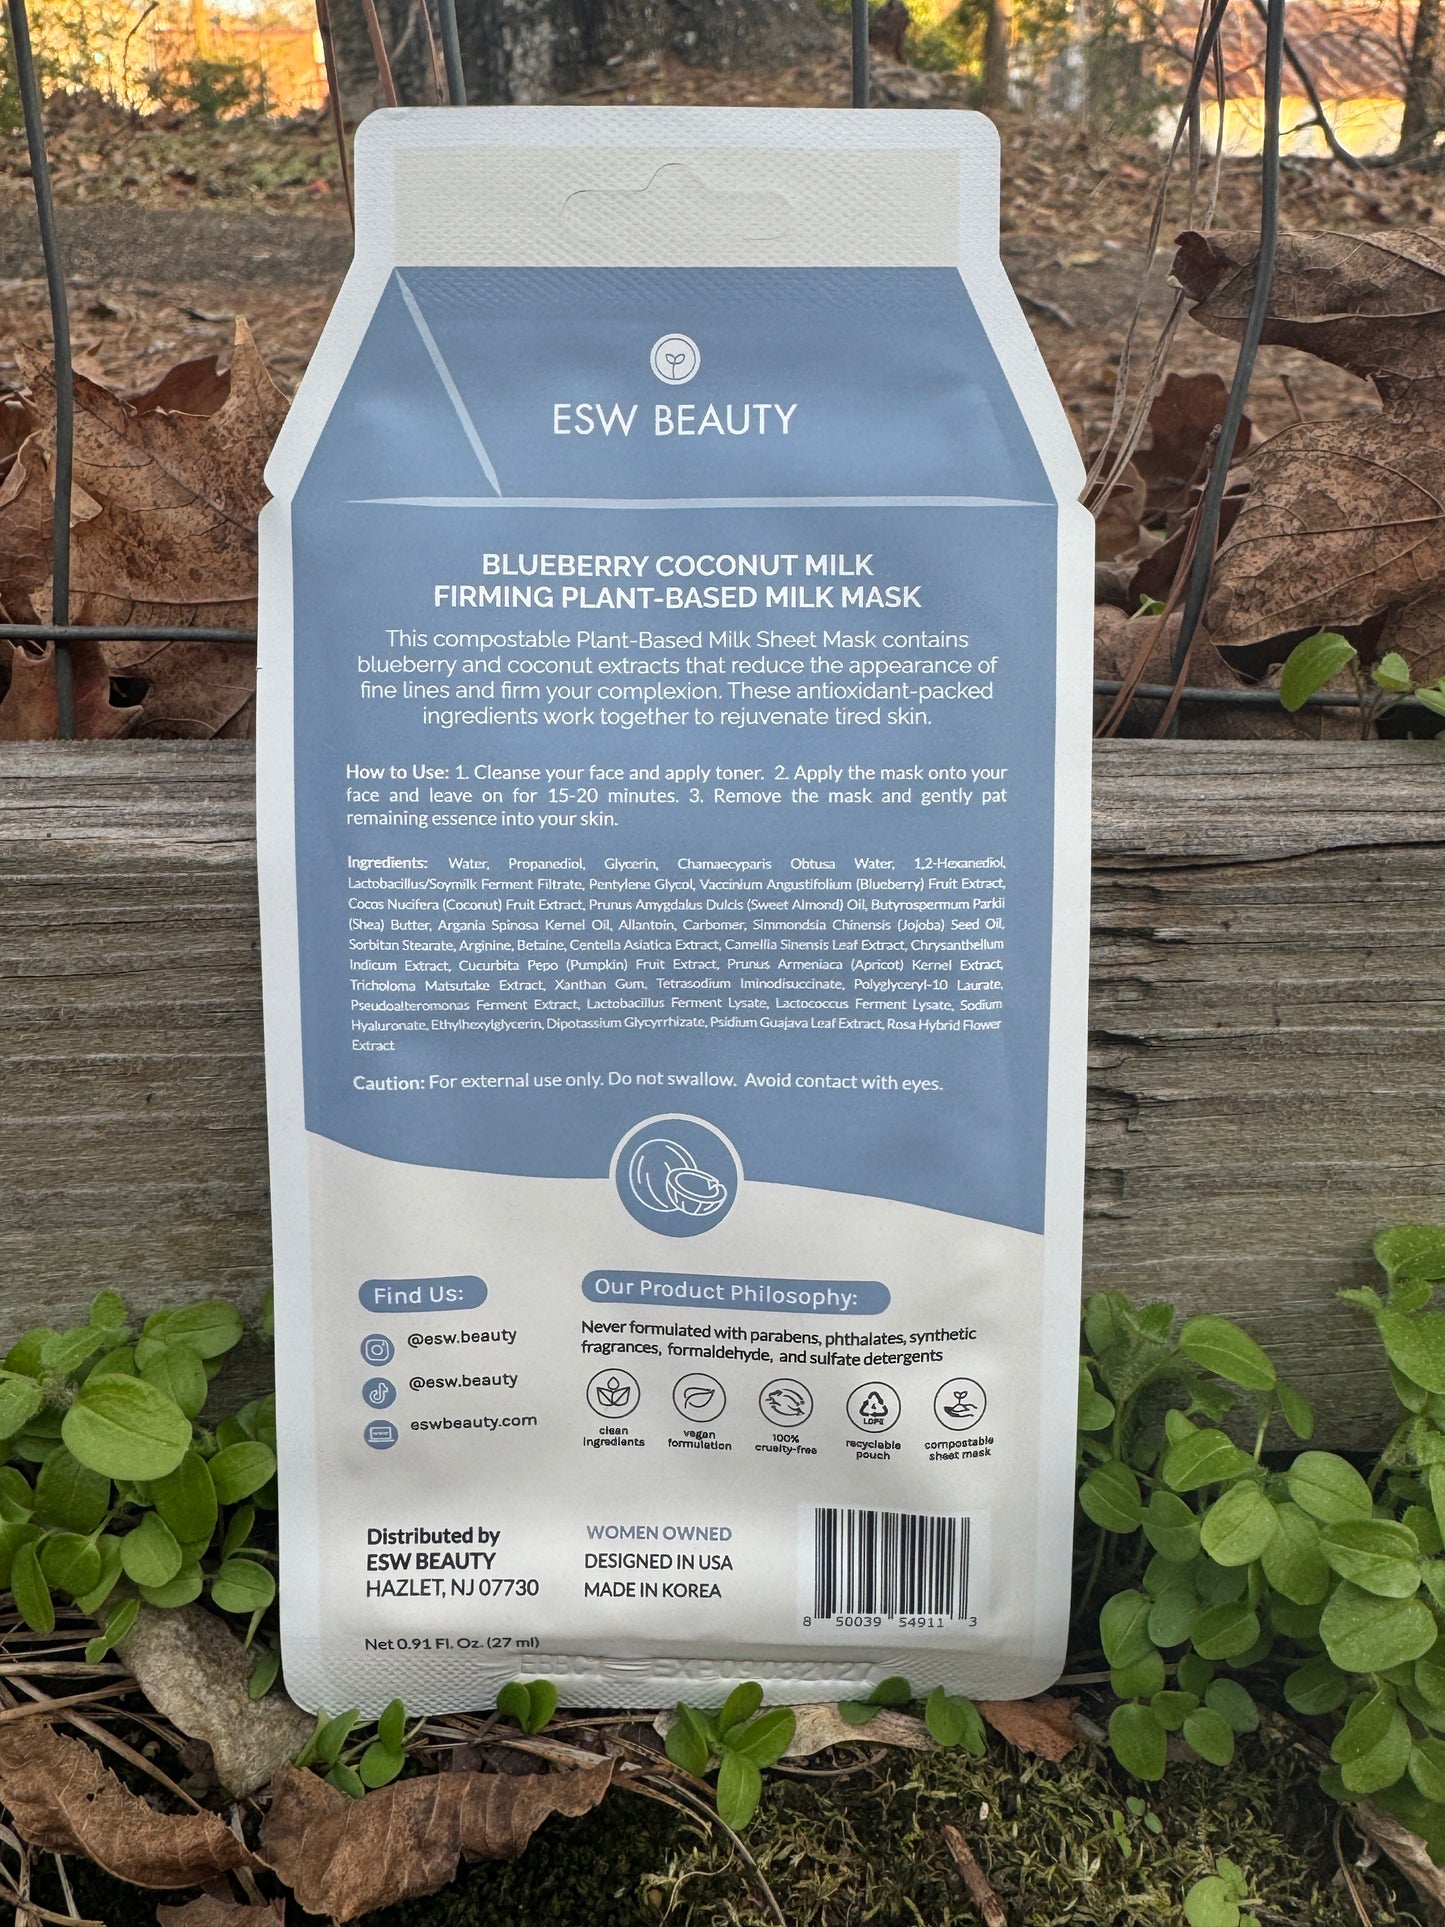 ESW BEAUTY
BLUEBERRY COCONUT MILK
FIRMING PLANT-BASED MILK MASK
This compostable Plant-Based Milk Sheet Mask contains
blueberry and coconut extracts that reduce the appearance of
fine lines and firm your complexion. These antioxidant-packed
ingredients work together to rejuvenate tired skin.
How to Use: 1. Cleanse your face and apply toner. 2. Apply the mask onto your
face and leave on for 15-20 minutes. 3. Remove the mask and gently pat
remaining essence into your skin.
Ingredients: Water, Propanediol, Glycerin, Chamaecyparis Obtusa Water, 1,2-Hexanediol,
Lactobacillus/Soymilk Ferment Filtrate, Pentylene Glycol, Vaccinium Angustifolium (Blueberry) Fruit Extract,
Cocos Nucifera (Coconut) Fruit Extract, Prunus Amygdalus Dulcis (Sweet Almond) Oil, Butyrospermum Parkii
(Shea) Butter, Argania Spinosa Kernel Oil, Allantoin, Carbomer, Simmondsia Chinensis (Jojoba) Seed Oil,
Sorbitan Stearate, Arginine, Betaine, Centella Asiatica Extract, Camellia Sinensis Leaf Extract, Chrysanthellum
Indicum Extract, Cucurbita Pepo (Pumpkin) Fruit Extract, Prunus Armeniaca (Apricot) Kernel Extract,
Tricholoma Matsutake Extract, Xanthan Gum, Tetrasodium Iminodisuccinate, Polyglyceryl-10 Laurate,
Pseudoalteromonas Ferment Extract, Lactobacillus Ferment Lysate, Lactococcus Ferment Lysate, Sodium
Hyaluronate, Ethylhexylglycerin, Dipotassium Glycyrrhizate, Psidium Guajava Leaf Extract, Rosa Hybrid Flower
Extract
Caution: For external use only. Do not swallow. Avoid contact with eyes.
Find Us:
@esw.beauty
@esw.beauty
eswbeauty.com
Our Product Philosophy:
Never formulated with parabens, phthalates, synthetic
fragrances, formaldehyde, and sulfate detergents
clean
ingredients
vegan
formulation
100%
cruelty-free
LDPE
recyclable
pouch
compostable
sheet mask
Distributed by
ESW BEAUTY
HAZLET, NJ 07730
WOMEN OWNED
DESIGNED IN USA
MADE IN KOREA
8 50039 54911 3
Net 0.91 Fl. Oz. (27 ml)
EXP 09032027